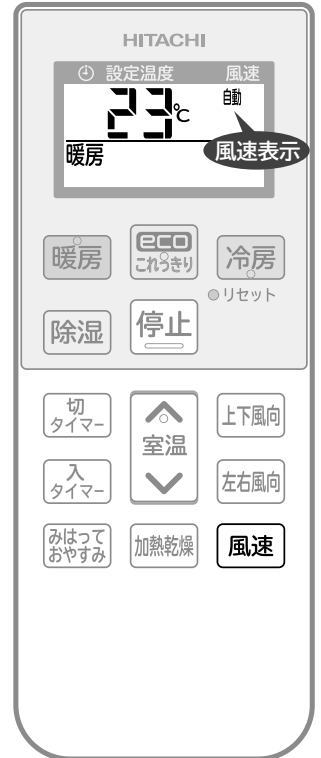 HITACHI
設定温度 風速
23℃ 自動
暖房
風速表示
暖房
eco
これっきり
冷房
リセット
除湿
停止
切
タイマー
室温
上下風向
入
タイマー
左右風向
みはって
おやすみ
加熱乾燥
風速